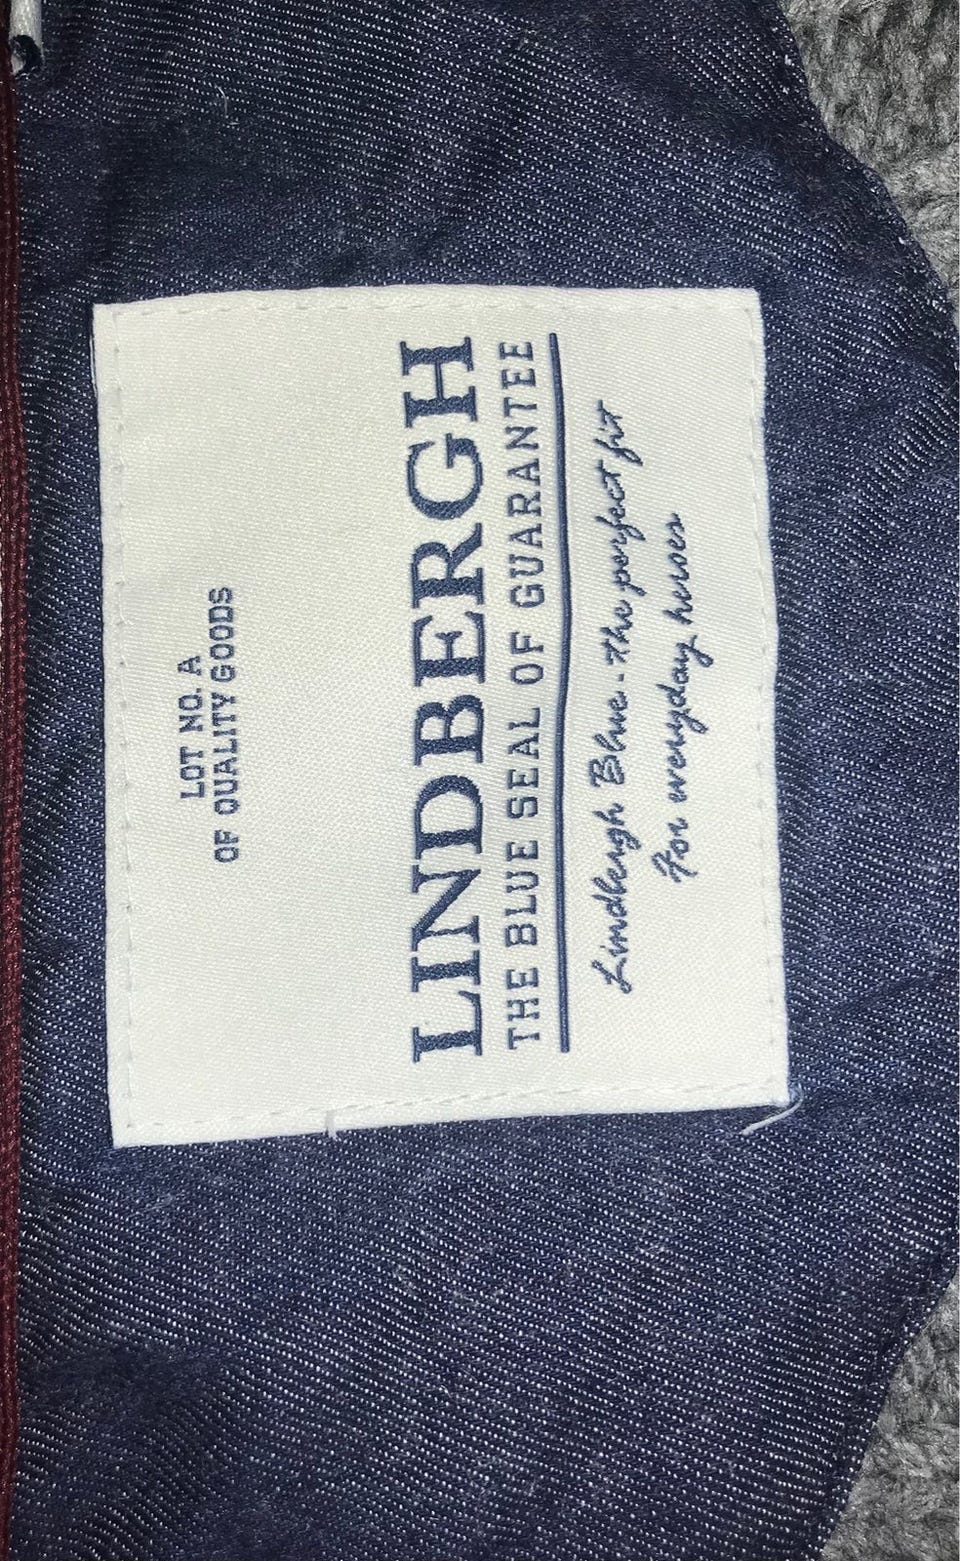 LOT NO. A
OF QUALITY GOODS
LINDBERGH
THE BLUE SEAL OF GUARANTEE
Lindbergh Blue - the perfect fit
For everyday heroes